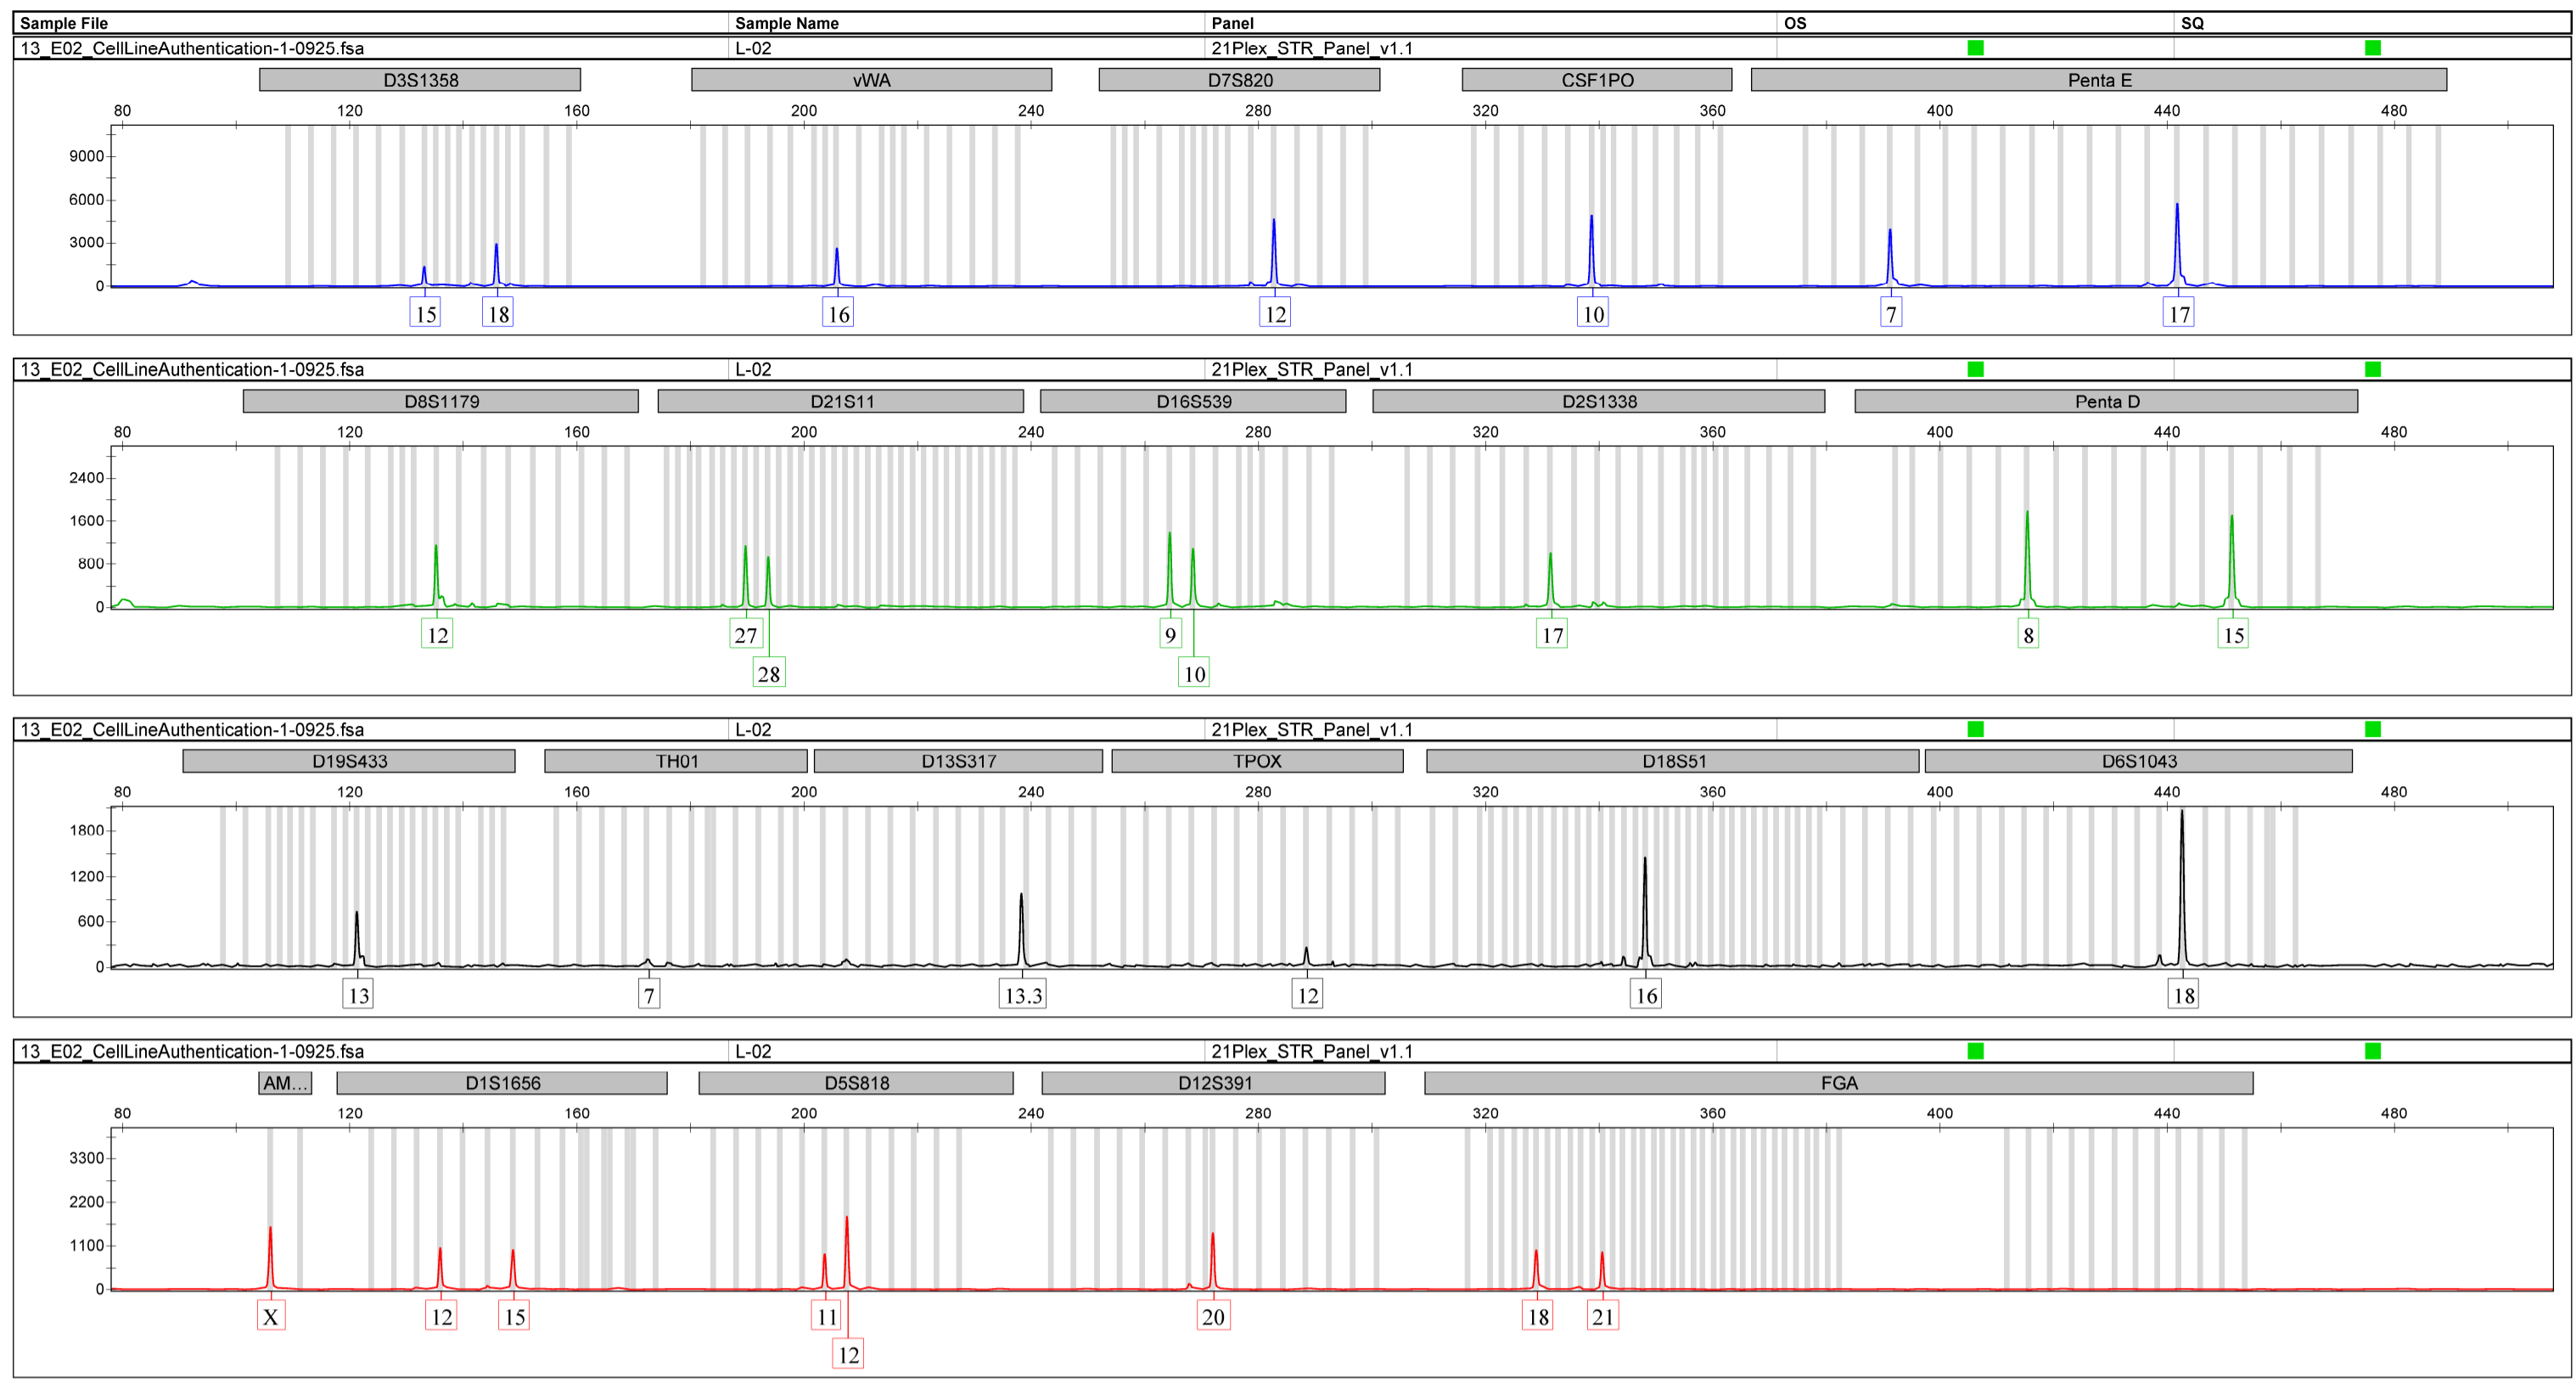 Sample File Sample Name Panel OS SQ
13_E02_CellLineAuthentication-1-0925.fsa L-02 21Plex_STR_Panel_v1.1
D3S1358 vWA D7S820 CSF1PO Penta E
80 120 160 200 240 280 320 360 400 440 480
9000
6000
3000
0
15 18 16 12 10 7 17
13_E02_CellLineAuthentication-1-0925.fsa L-02 21Plex_STR_Panel_v1.1
D8S1179 D21S11 D16S539 D2S1338 Penta D
80 120 160 200 240 280 320 360 400 440 480
2400
1600
800
0
12 27 9 17 8 15
28 10
13_E02_CellLineAuthentication-1-0925.fsa L-02 21Plex_STR_Panel_v1.1
D19S433 TH01 D13S317 TPOX D18S51 D6S1043
80 120 160 200 240 280 320 360 400 440 480
1800
1200
600
0
13 7 13.3 12 16 18
13_E02_CellLineAuthentication-1-0925.fsa L-02 21Plex_STR_Panel_v1.1
AM... D1S1656 D5S818 D12S391 FGA
80 120 160 200 240 280 320 360 400 440 480
3300
2200
1100
0
X 12 15 11 20 18 21
12